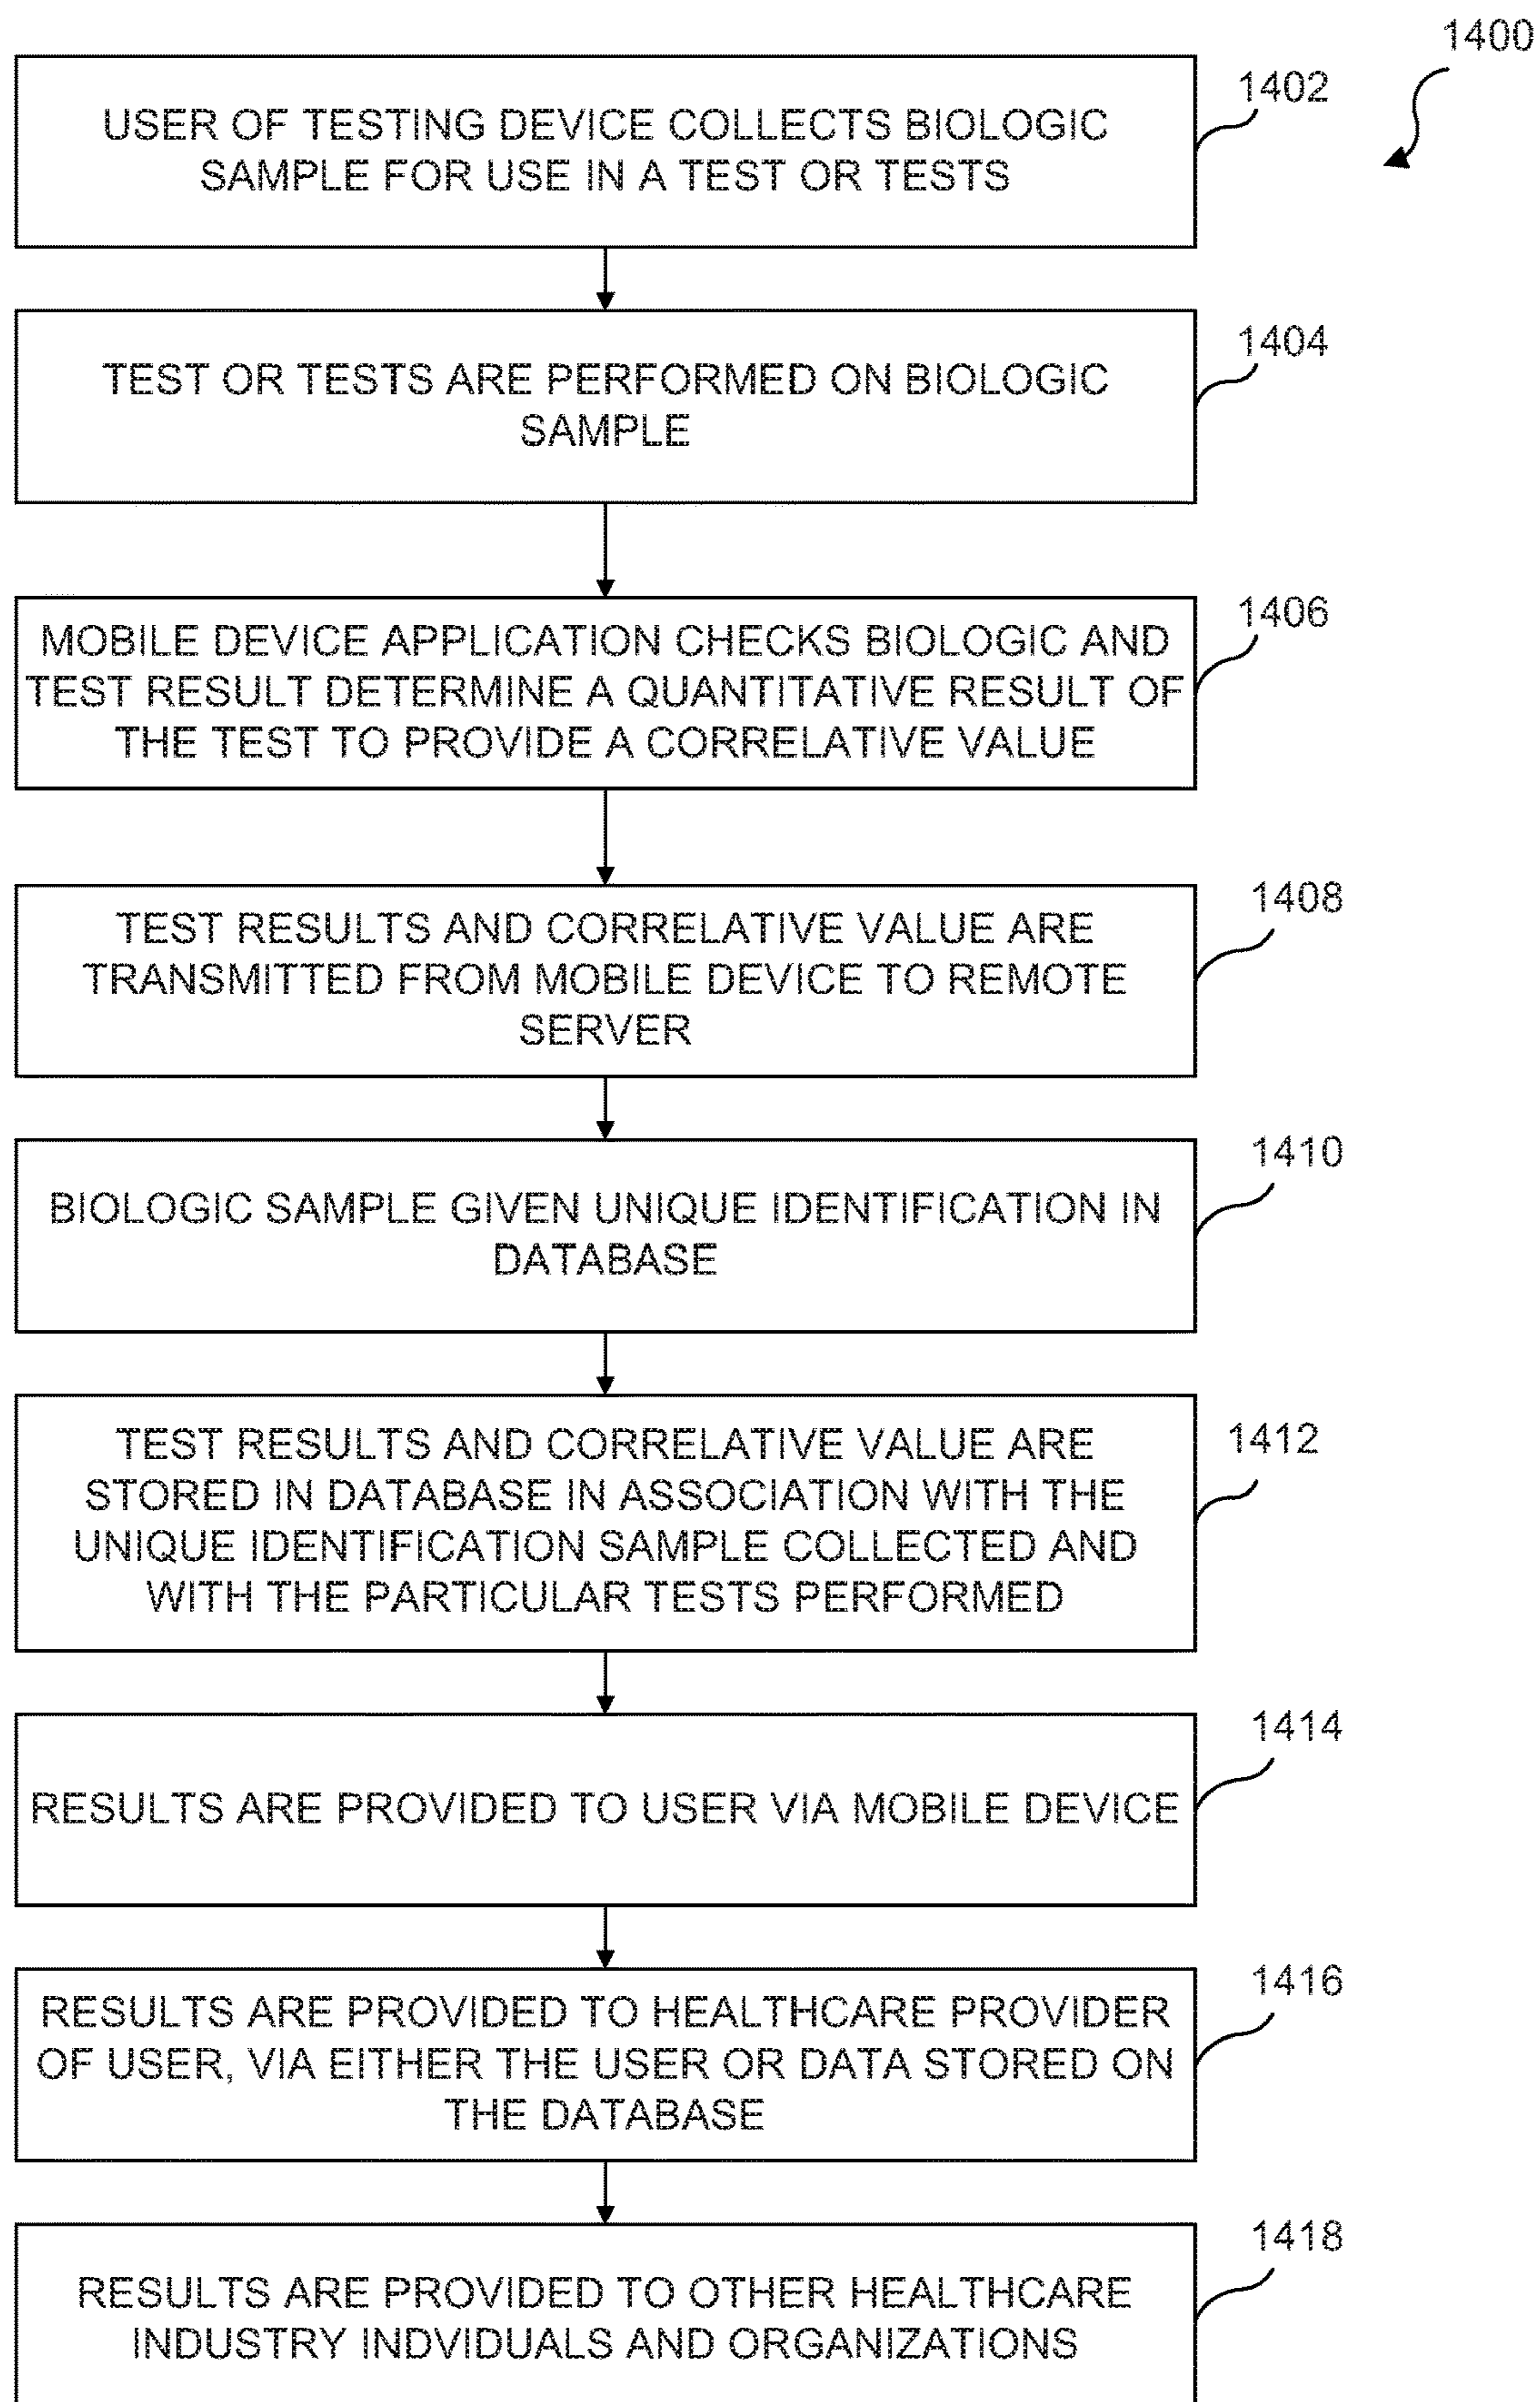 1400
1402
USER OF TESTING DEVICE COLLECTS BIOLOGIC
SAMPLE FOR USE IN A TEST OR TESTS
1404
TEST OR TESTS ARE PERFORMED ON BIOLOGIC
SAMPLE
1406
MOBILE DEVICE APPLICATION CHECKS BIOLOGIC AND
TEST RESULT DETERMINE A QUANTITATIVE RESULT OF
THE TEST TO PROVIDE A CORRELATIVE VALUE
1408
TEST RESULTS AND CORRELATIVE VALUE ARE
TRANSMITTED FROM MOBILE DEVICE TO REMOTE
SERVER
1410
BIOLOGIC SAMPLE GIVEN UNIQUE IDENTIFICATION IN
DATABASE
1412
TEST RESULTS AND CORRELATIVE VALUE ARE
STORED IN DATABASE IN ASSOCIATION WITH THE
UNIQUE IDENTIFICATION SAMPLE COLLECTED AND
WITH THE PARTICULAR TESTS PERFORMED
1414
RESULTS ARE PROVIDED TO USER VIA MOBILE DEVICE
1416
RESULTS ARE PROVIDED TO HEALTHCARE PROVIDER
OF USER, VIA EITHER THE USER OR DATA STORED ON
THE DATABASE
1418
RESULTS ARE PROVIDED TO OTHER HEALTHCARE
INDUSTRY INDVIDUALS AND ORGANIZATIONS